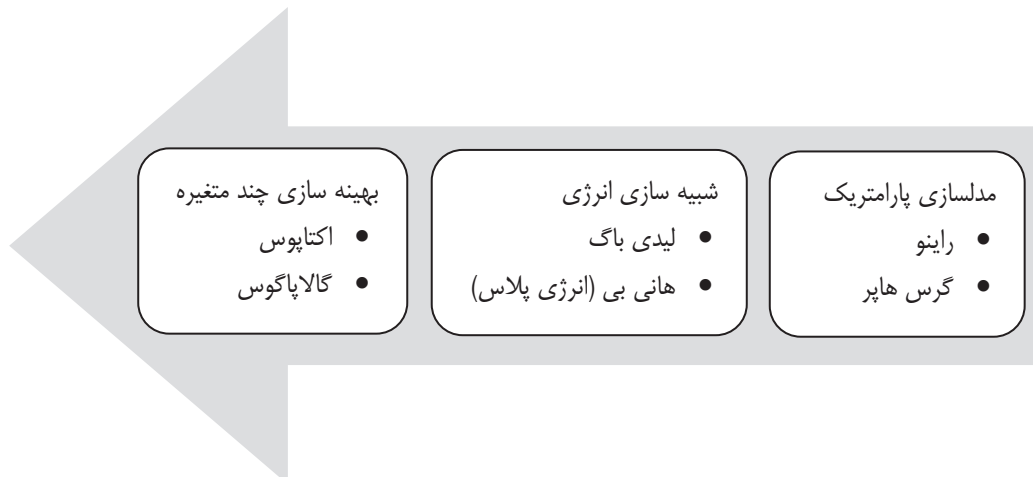 مدلسازی پارامتریک
• راینو
• گرس هاپر
شبیه سازی انرژی
• لیدی باگ
• هانی بی (انرژی پلاس)
بهینه سازی چند متغیره
• اکتاپوس
• گالاپاگوس